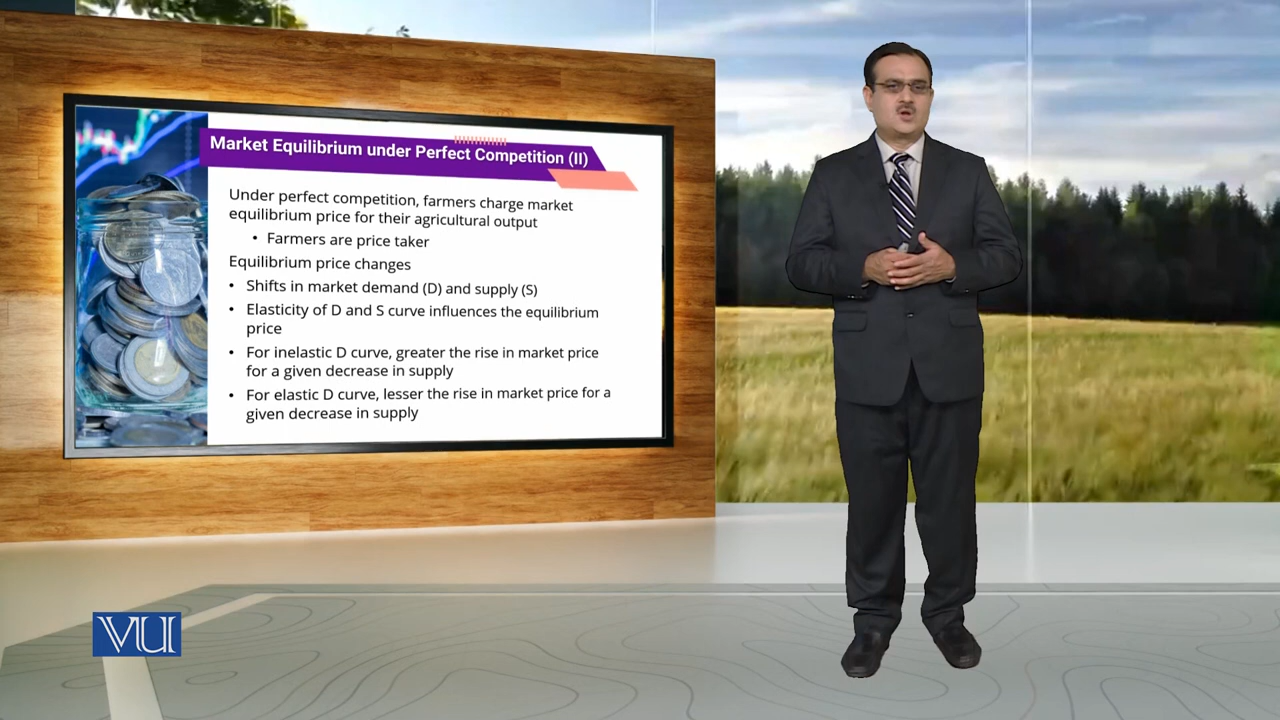 Market Equilibrium under Perfect Competition (II)
Under perfect competition, farmers charge market
equilibrium price for their agricultural output
• Farmers are price taker
Equilibrium price changes
• Shifts in market demand (D) and supply (S)
• Elasticity of D and S curve influences the equilibrium
price
• For inelastic D curve, greater the rise in market price
for a given decrease in supply
• For elastic D curve, lesser the rise in market price for a
given decrease in supply
VU